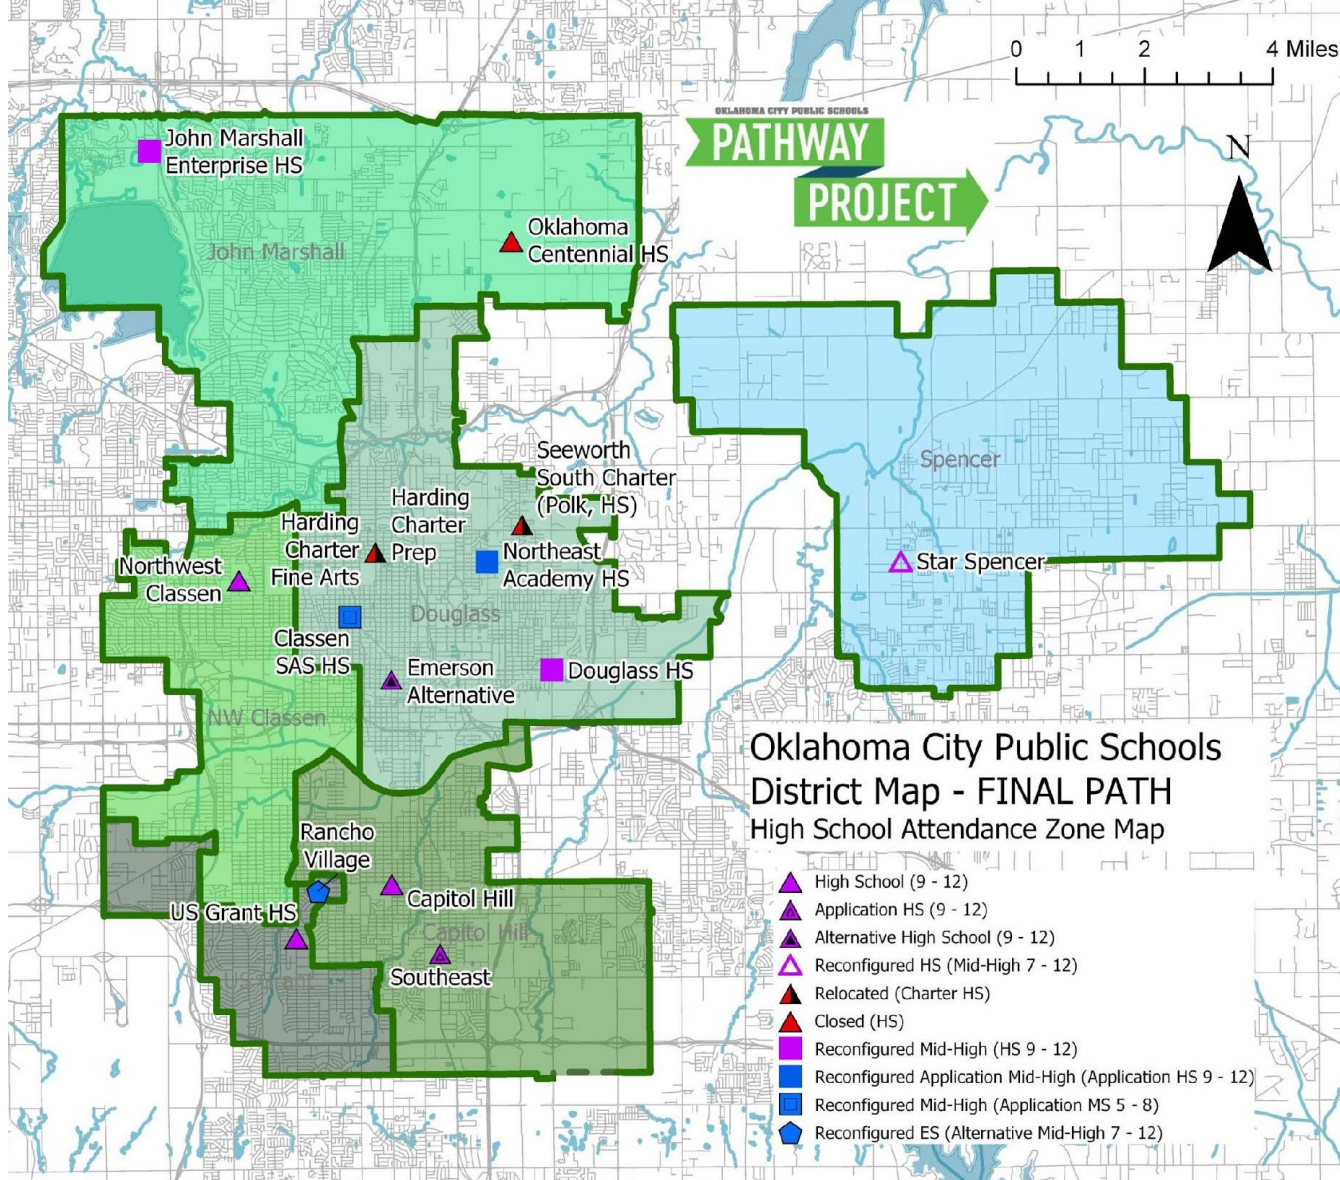 0 1 2 4 Miles
OKLAHOMA CITY PUBLIC SCHOOLS
PATHWAY
PROJECT
N
John Marshall
Enterprise HS
Oklahoma
Centennial HS
John Marshall
Seeworth
South Charter
(Polk, HS)
Spencer
Harding
Charter
Prep
Harding
Charter
Fine Arts
Northeast
Academy HS
Northwest
Classen
Star Spencer
Douglass
Classen
SAS HS
Emerson
Alternative
Douglass HS
NW Classen
Oklahoma City Public Schools
District Map - FINAL PATH
High School Attendance Zone Map
Rancho
Village
Capitol Hill
US Grant HS
Capitol Hill
Southeast
US Grant
High School (9 - 12)
Application HS (9 - 12)
Alternative High School (9 - 12)
Reconfigured HS (Mid-High 7 - 12)
Relocated (Charter HS)
Closed (HS)
Reconfigured Mid-High (HS 9 - 12)
Reconfigured Application Mid-High (Application HS 9 - 12)
Reconfigured Mid-High (Application MS 5 - 8)
Reconfigured ES (Alternative Mid-High 7 - 12)